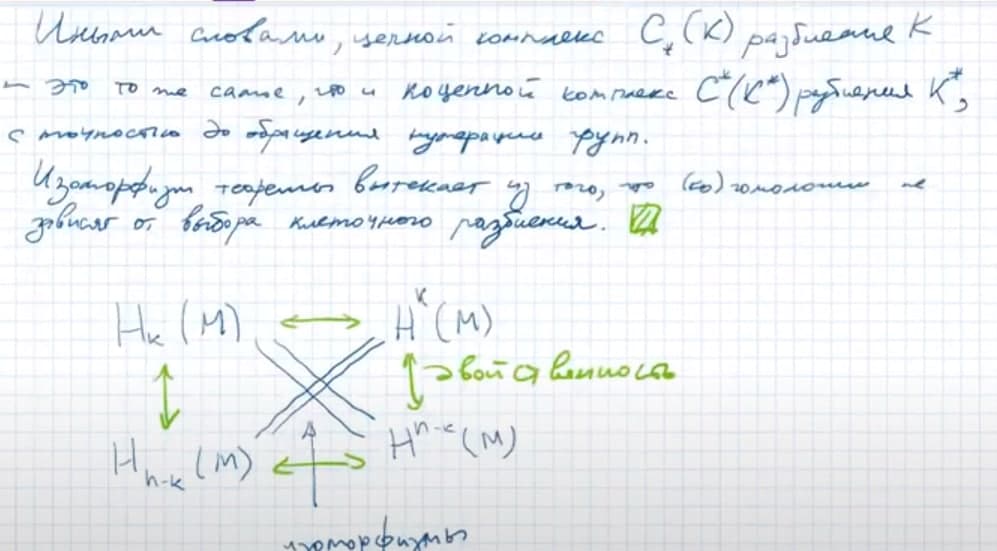 Иными словами, цепной комплекс C_*(K) разбиения K
– это то же самое, что и коцепной комплекс C^*(K^*) рзбиения K^*,
с точностью до обращения нумерации групп.
Изоморфизм теоремы вытекает из того, что (ко)гомологии не
зависят от выбора клеточного разбиения.
H_k(M) ↔ H^k(M)
двойственность
H_{n-k}(M) ↔ H^{n-k}(M)
изоморфизмы